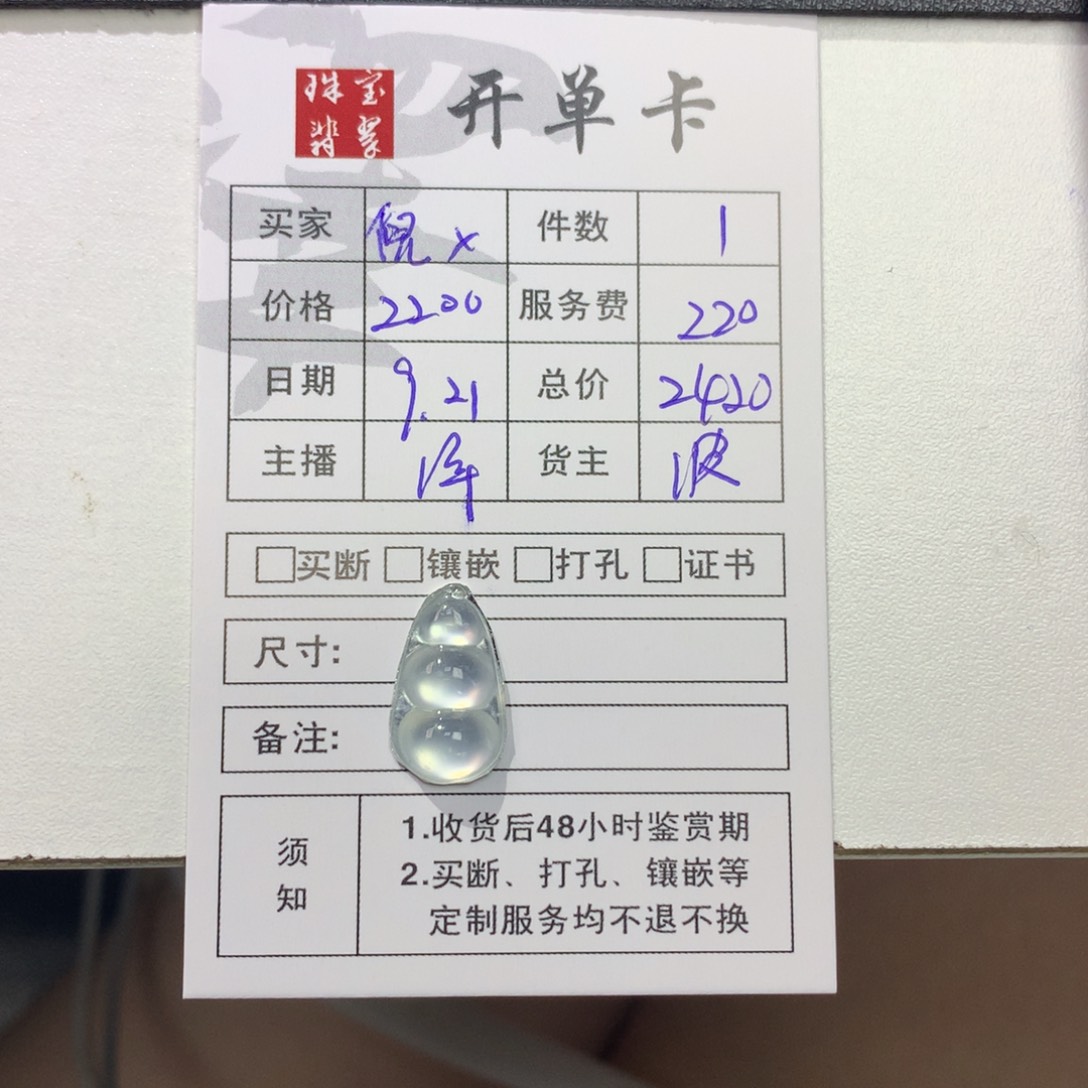 珠宝
翡翠
开单卡
买家 倪x 件数 1
价格 2200 服务费 220
日期 9.21 总价 2420
主播 货主 波
□买断 □镶嵌 □打孔 □证书
尺寸:
备注:
须知
1.收货后48小时鉴赏期
2.买断、打孔、镶嵌等
定制服务均不退不换